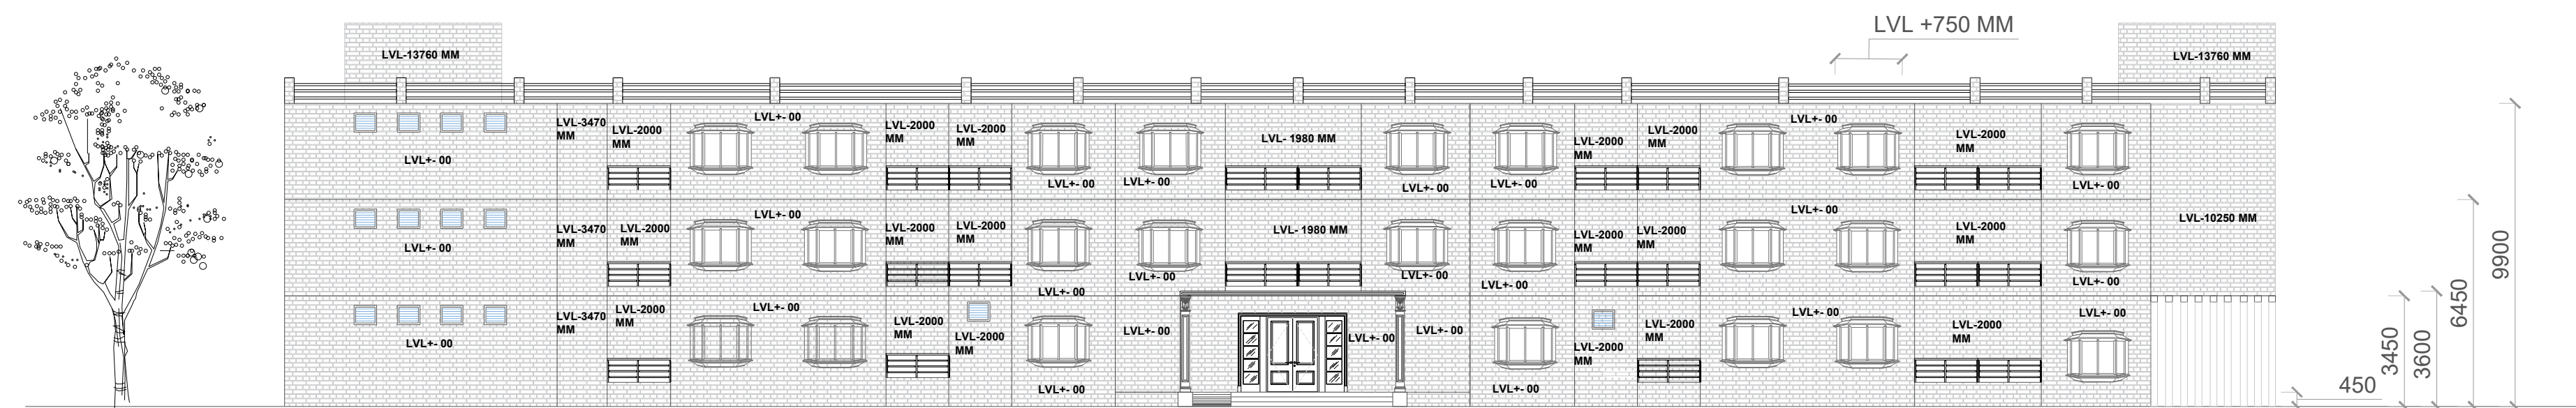 LVL +750 MM
LVL-13760 MM
LVL-13760 MM
LVL+- 00
LVL-3470
MM
LVL-2000
MM
LVL+- 00
LVL-2000
MM
LVL-2000
MM
LVL+- 00
LVL+- 00
LVL- 1980 MM
LVL+- 00
LVL+- 00
LVL-2000
MM
LVL-2000
MM
LVL+- 00
LVL-2000
MM
LVL+- 00
LVL+- 00
LVL-3470
MM
LVL-2000
MM
LVL+- 00
LVL-2000
MM
LVL-2000
MM
LVL+- 00
LVL+- 00
LVL- 1980 MM
LVL+- 00
LVL+- 00
LVL-2000
MM
LVL-2000
MM
LVL+- 00
LVL-2000
MM
LVL+- 00
LVL-10250 MM
LVL+- 00
LVL-3470
MM
LVL-2000
MM
LVL+- 00
LVL-2000
MM
LVL-2000
MM
LVL+- 00
LVL+- 00
LVL+- 00
LVL+- 00
LVL+- 00
LVL-2000
MM
LVL-2000
MM
LVL+- 00
LVL-2000
MM
LVL+- 00
450
3450
3600
6450
9900